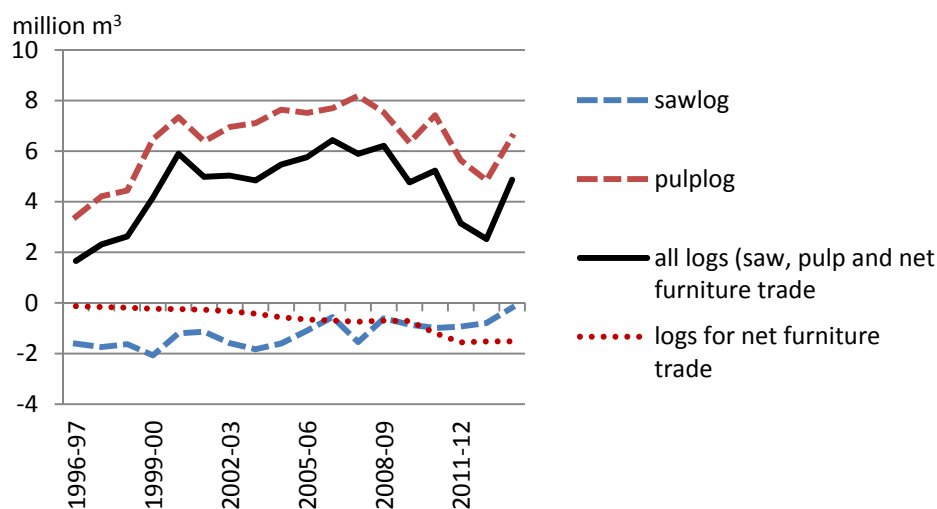 million m³
10
8
6
4
2
0
-2
-4
1996-97
1999-00
2002-03
2005-06
2008-09
2011-12
sawlog
pulplog
all logs (saw, pulp and net
furniture trade
logs for net furniture
trade